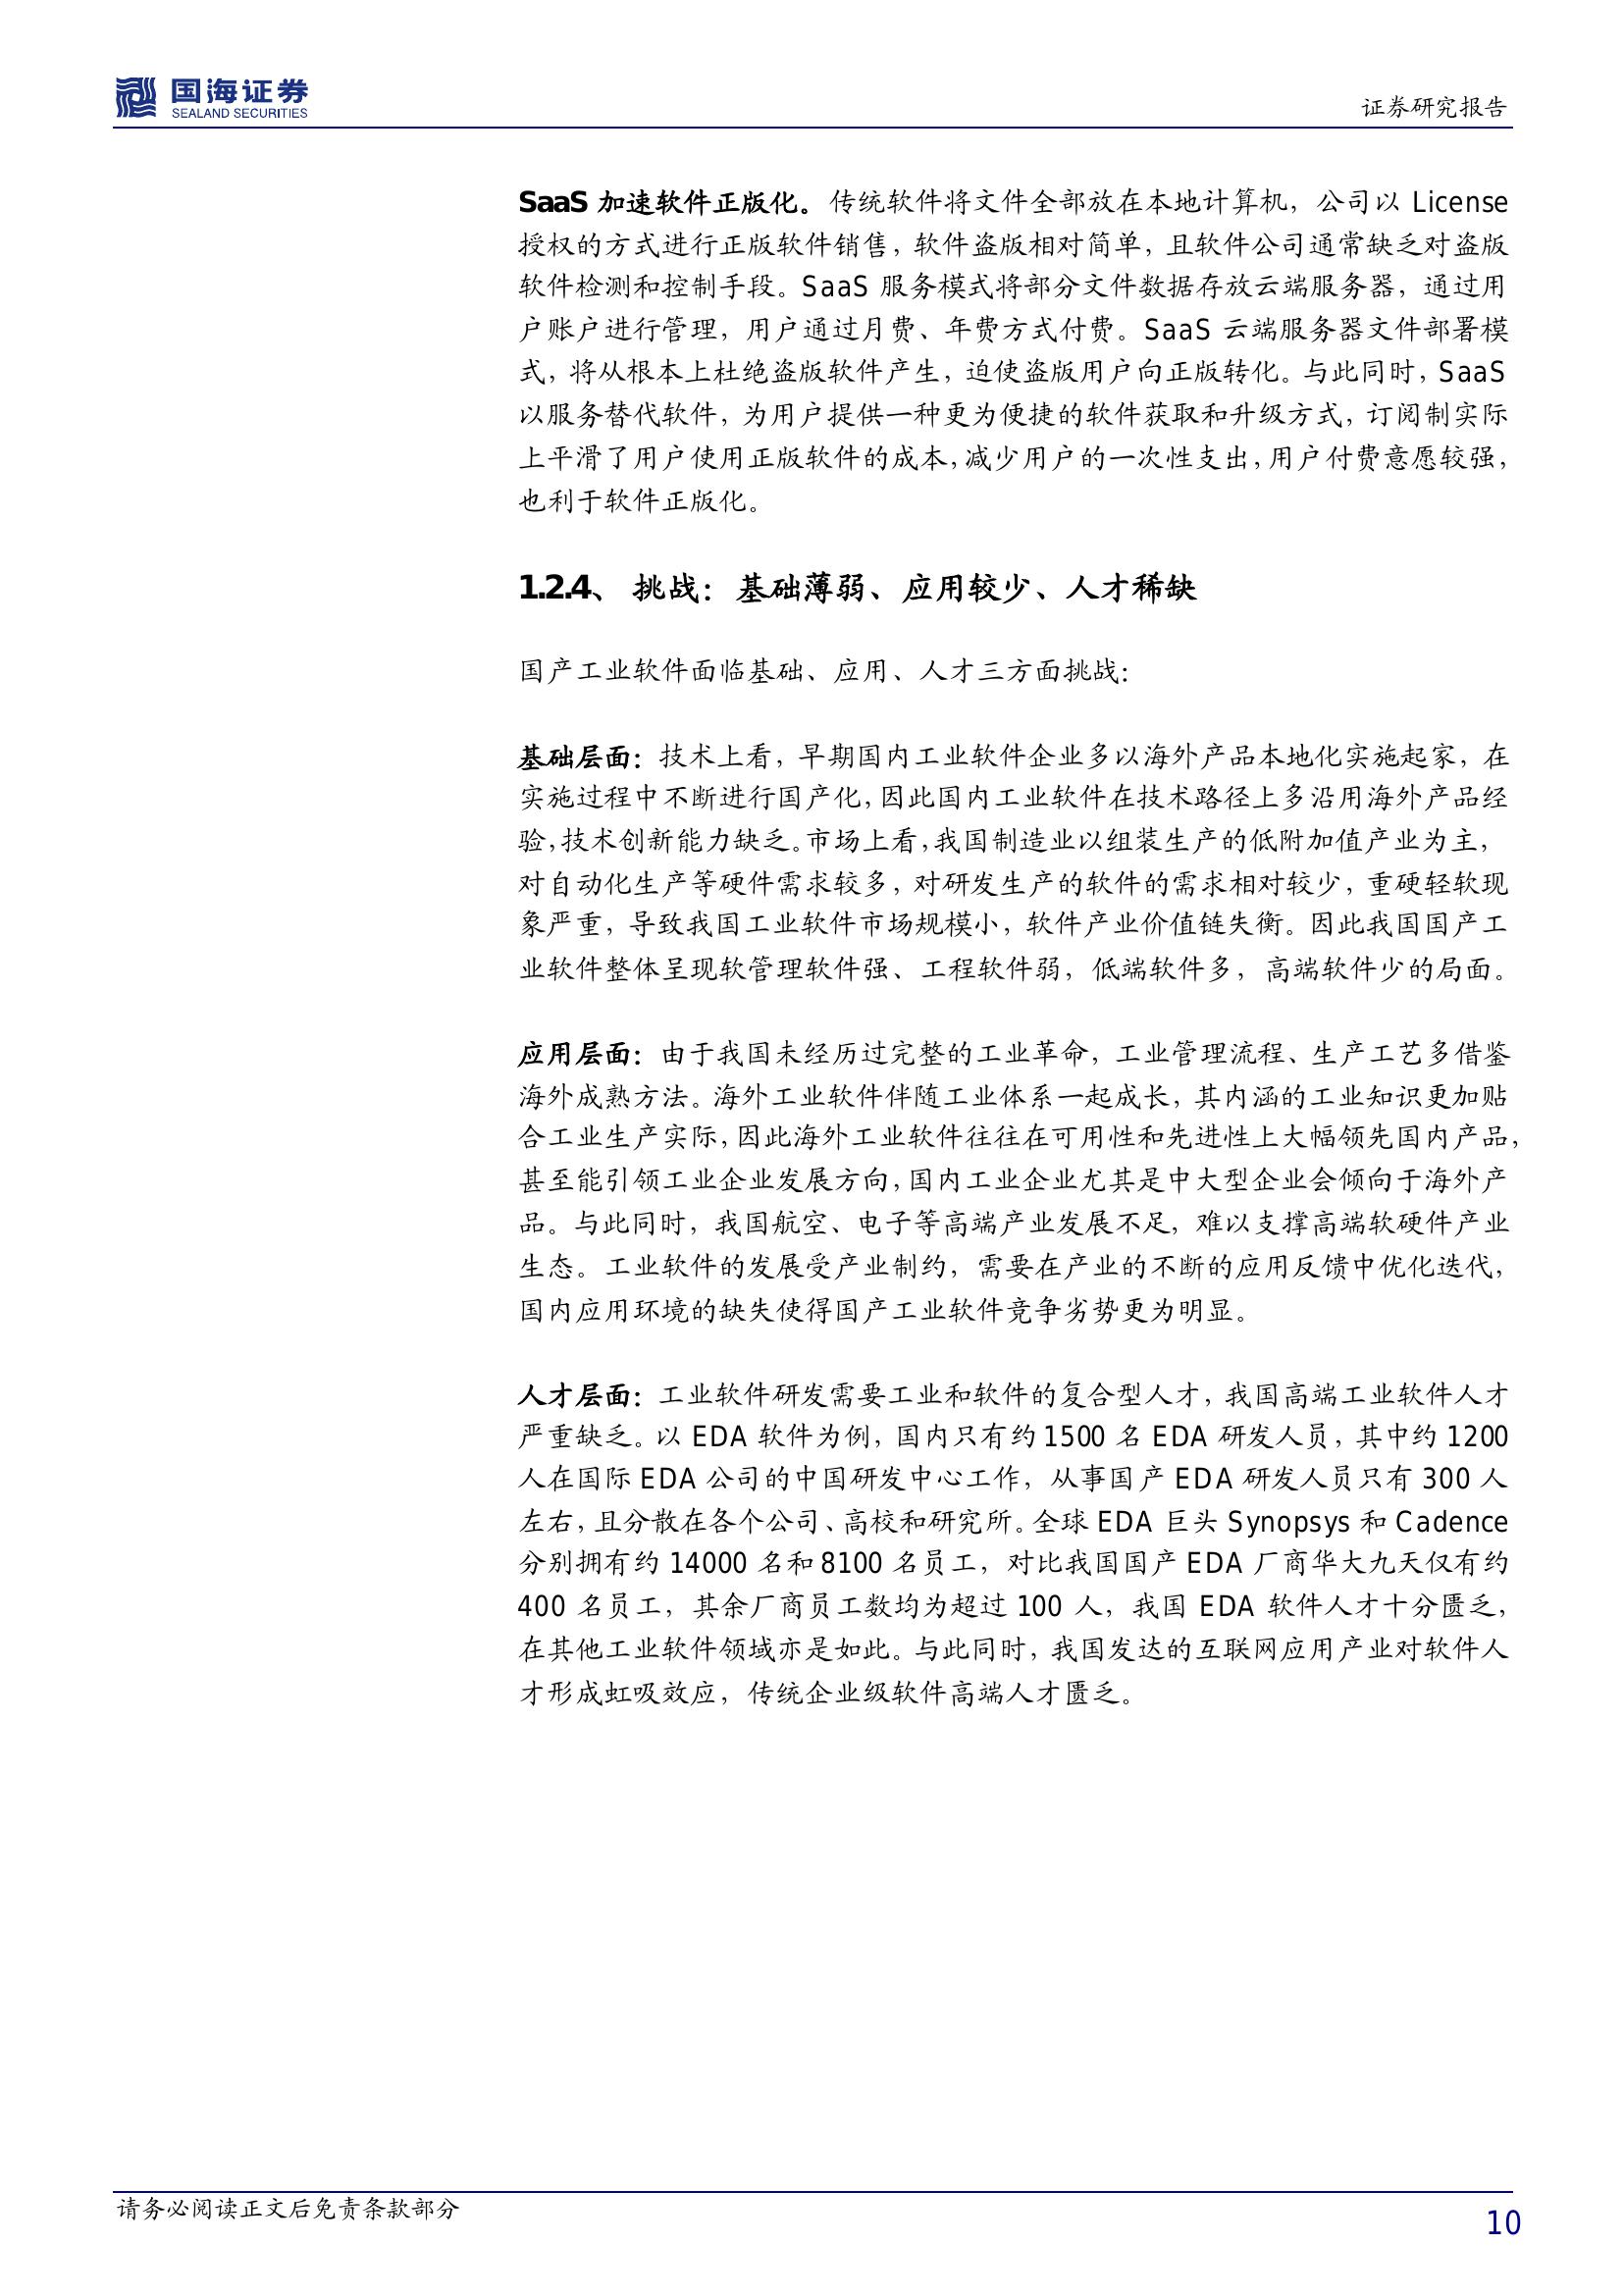 国海证券
SEALAND SECURITIES
证券研究报告
SaaS 加速软件正版化。传统软件将文件全部放在本地计算机，公司以 License
授权的方式进行正版软件销售，软件盗版相对简单，且软件公司通常缺乏对盗版
软件检测和控制手段。SaaS 服务模式将部分文件数据存放云端服务器，通过用
户账户进行管理，用户通过月费、年费方式付费。SaaS 云端服务器文件部署模
式，将从根本上杜绝盗版软件产生，迫使盗版用户向正版转化。与此同时，SaaS
以服务替代软件，为用户提供一种更为便捷的软件获取和升级方式，订阅制实际
上平滑了用户使用正版软件的成本，减少用户的一次性支出，用户付费意愿较强，
也利于软件正版化。
1.2.4、 挑战：基础薄弱、应用较少、人才稀缺
国产工业软件面临基础、应用、人才三方面挑战：
基础层面：技术上看，早期国内工业软件企业多以海外产品本地化实施起家，在
实施过程中不断进行国产化，因此国内工业软件在技术路径上多沿用海外产品经
验，技术创新能力缺乏。市场上看，我国制造业以组装生产的低附加值产业为主，
对自动化生产等硬件需求较多，对研发生产的软件的需求相对较少，重硬轻软现
象严重，导致我国工业软件市场规模小，软件产业价值链失衡。因此我国国产工
业软件整体呈现软管理软件强、工程软件弱，低端软件多，高端软件少的局面。
应用层面：由于我国未经历过完整的工业革命，工业管理流程、生产工艺多借鉴
海外成熟方法。海外工业软件伴随工业体系一起成长，其内涵的工业知识更加贴
合工业生产实际，因此海外工业软件往往在可用性和先进性上大幅领先国内产品，
甚至能引领工业企业发展方向，国内工业企业尤其是中大型企业会倾向于海外产
品。与此同时，我国航空、电子等高端产业发展不足，难以支撑高端软硬件产业
生态。工业软件的发展受产业制约，需要在产业的不断的应用反馈中优化迭代，
国内应用环境的缺失使得国产工业软件竞争劣势更为明显。
人才层面：工业软件研发需要工业和软件的复合型人才，我国高端工业软件人才
严重缺乏。以 EDA 软件为例，国内只有约 1500 名 EDA 研发人员，其中约 1200
人在国际 EDA 公司的中国研发中心工作，从事国产 EDA 研发人员只有 300 人
左右，且分散在各个公司、高校和研究所。全球 EDA 巨头 Synopsys 和 Cadence
分别拥有约 14000 名和 8100 名员工，对比我国国产 EDA 厂商华大九天仅有约
400 名员工，其余厂商员工数均为超过 100 人，我国 EDA 软件人才十分匮乏，
在其他工业软件领域亦是如此。与此同时，我国发达的互联网应用产业对软件人
才形成虹吸效应，传统企业级软件高端人才匮乏。
请务必阅读正文后免责条款部分
10